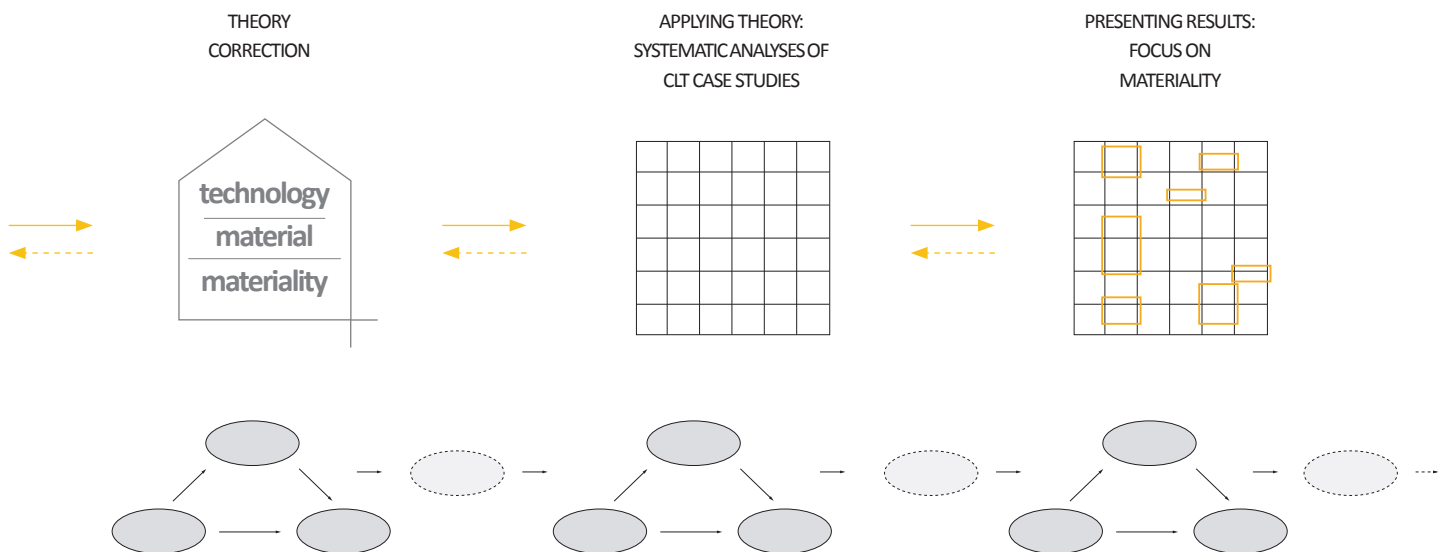 THEORY
CORRECTION
APPLYING THEORY:
SYSTEMATIC ANALYSES OF
CLT CASE STUDIES
PRESENTING RESULTS:
FOCUS ON
MATERIALITY
technology
material
materiality